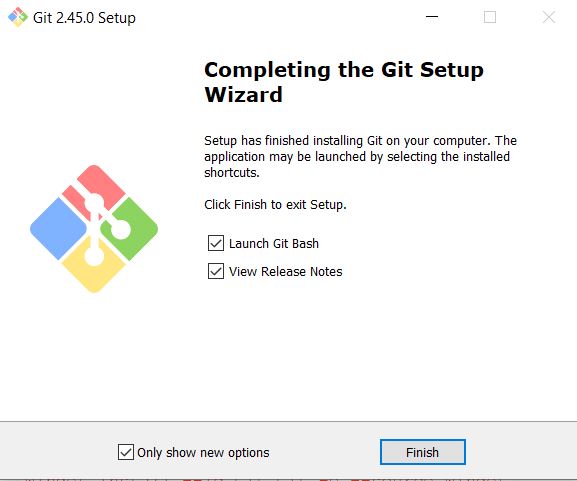 Git 2.45.0 Setup
Completing the Git Setup
Wizard
Setup has finished installing Git on your computer. The
application may be launched by selecting the installed
shortcuts.
Click Finish to exit Setup.
Launch Git Bash
View Release Notes
Only show new options
Finish